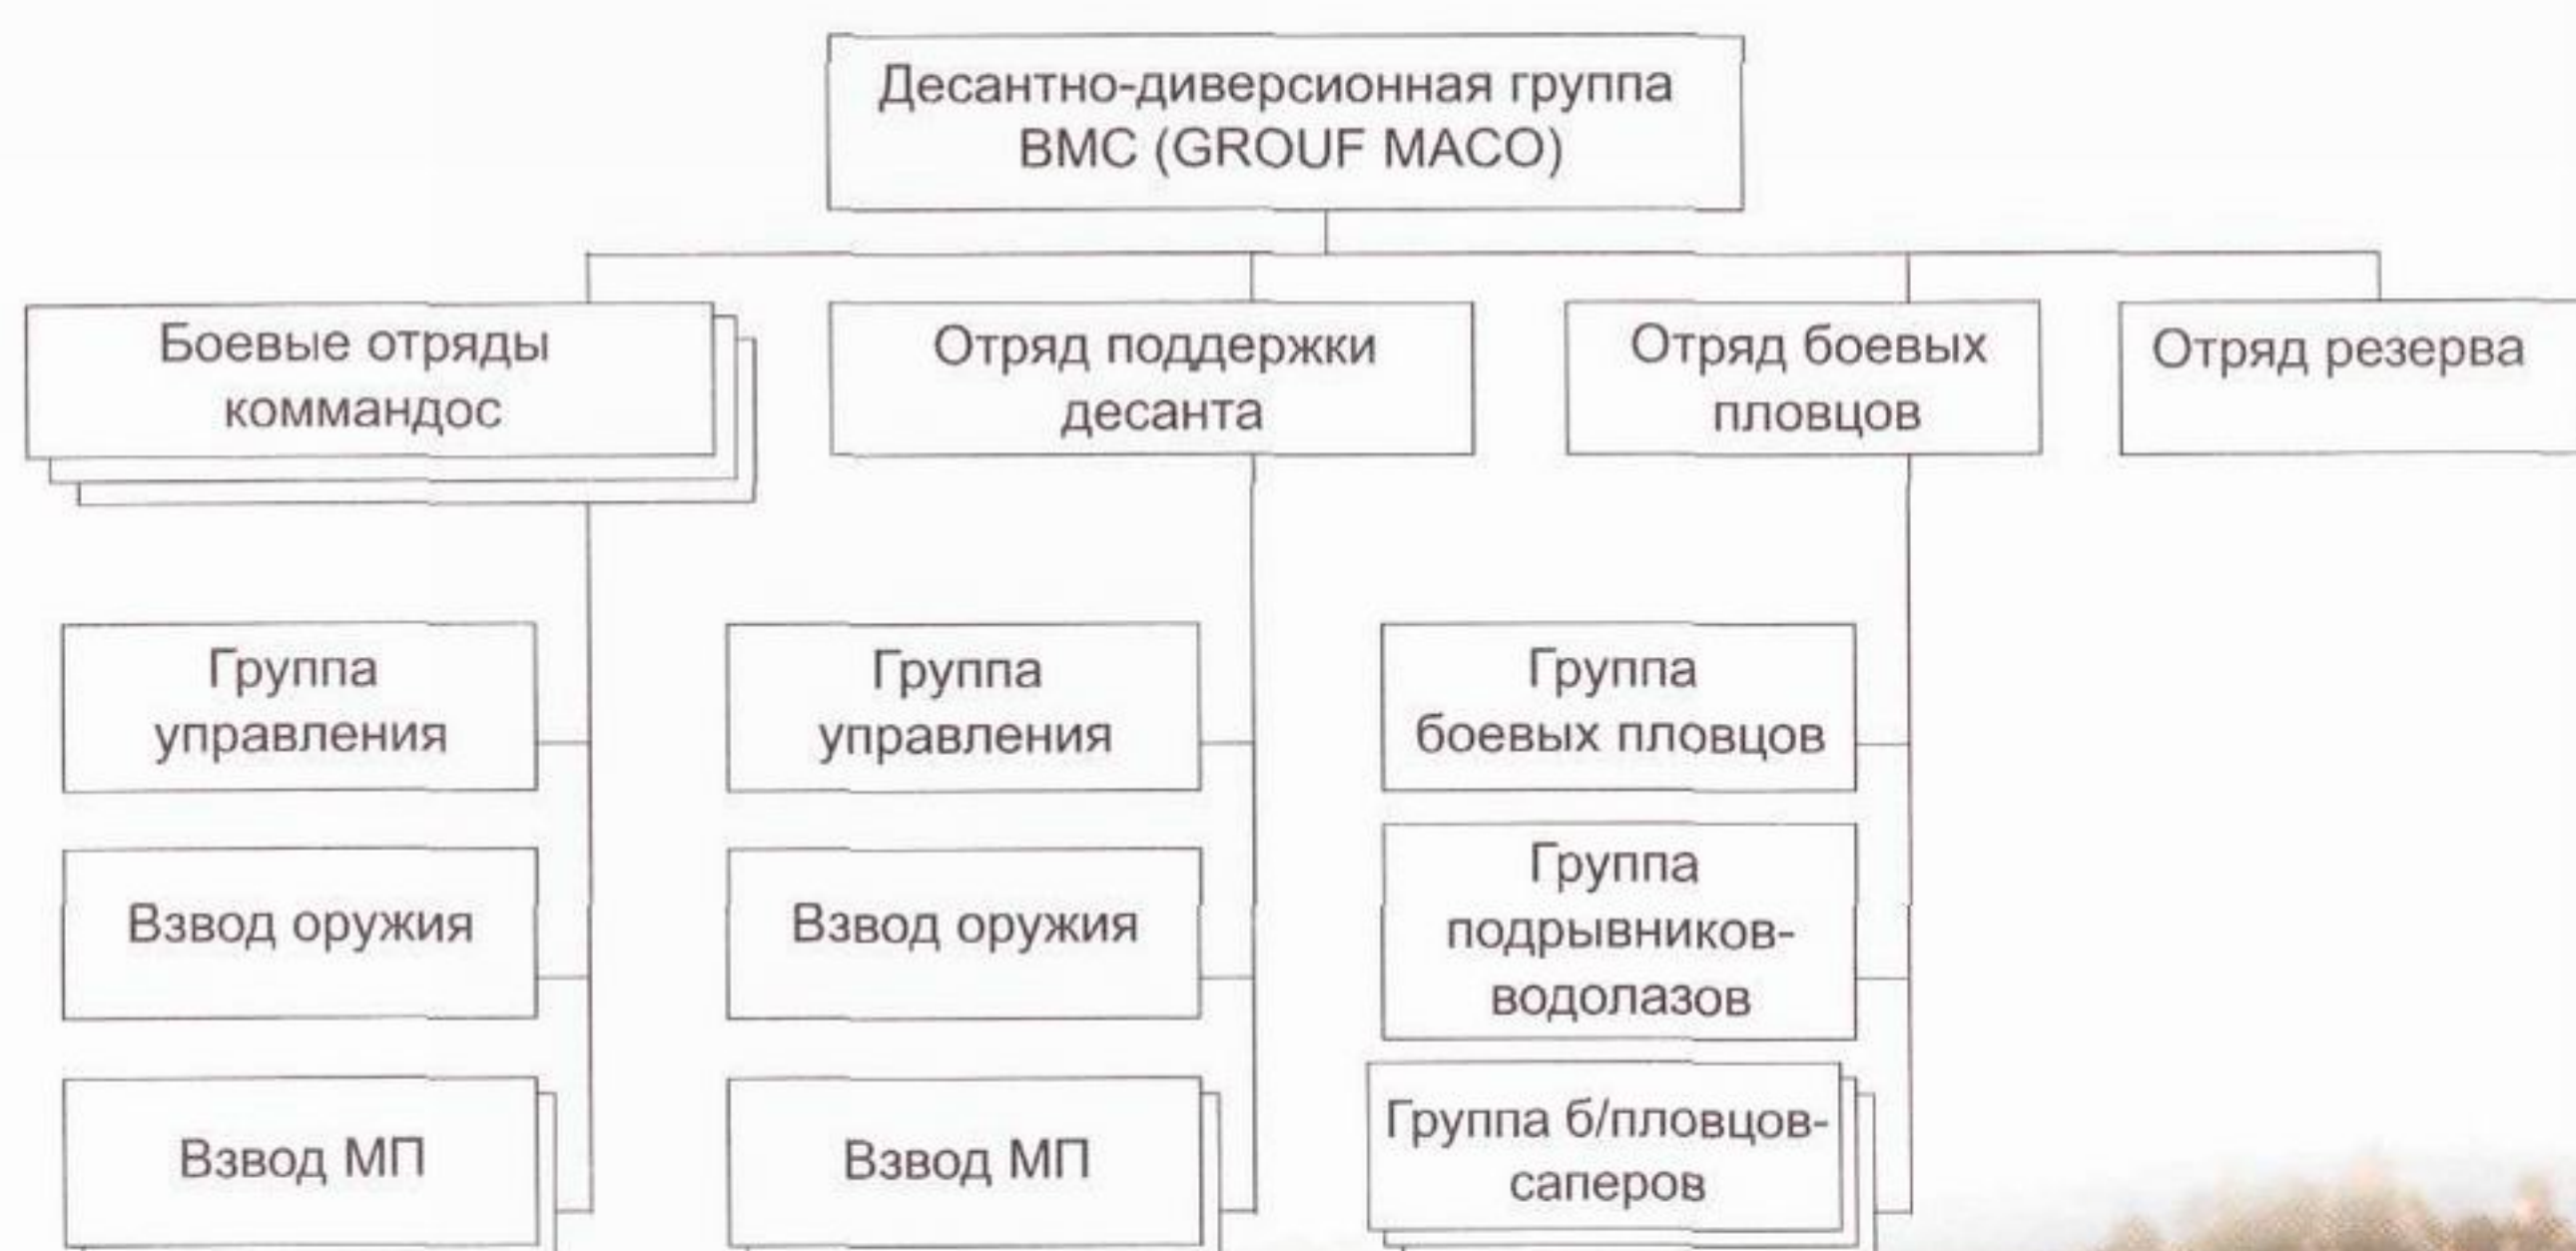 Десантно-диверсионная группа
ВМС (GROUF MACO)
Боевые отряды
коммандос
Отряд поддержки
десанта
Отряд боевых
пловцов
Отряд резерва
Группа
управления
Группа
управления
Группа
боевых пловцов
Взвод оружия
Взвод оружия
Группа
подрывников-
водолазов
Взвод МП
Взвод МП
Группа б/пловцов-
саперов